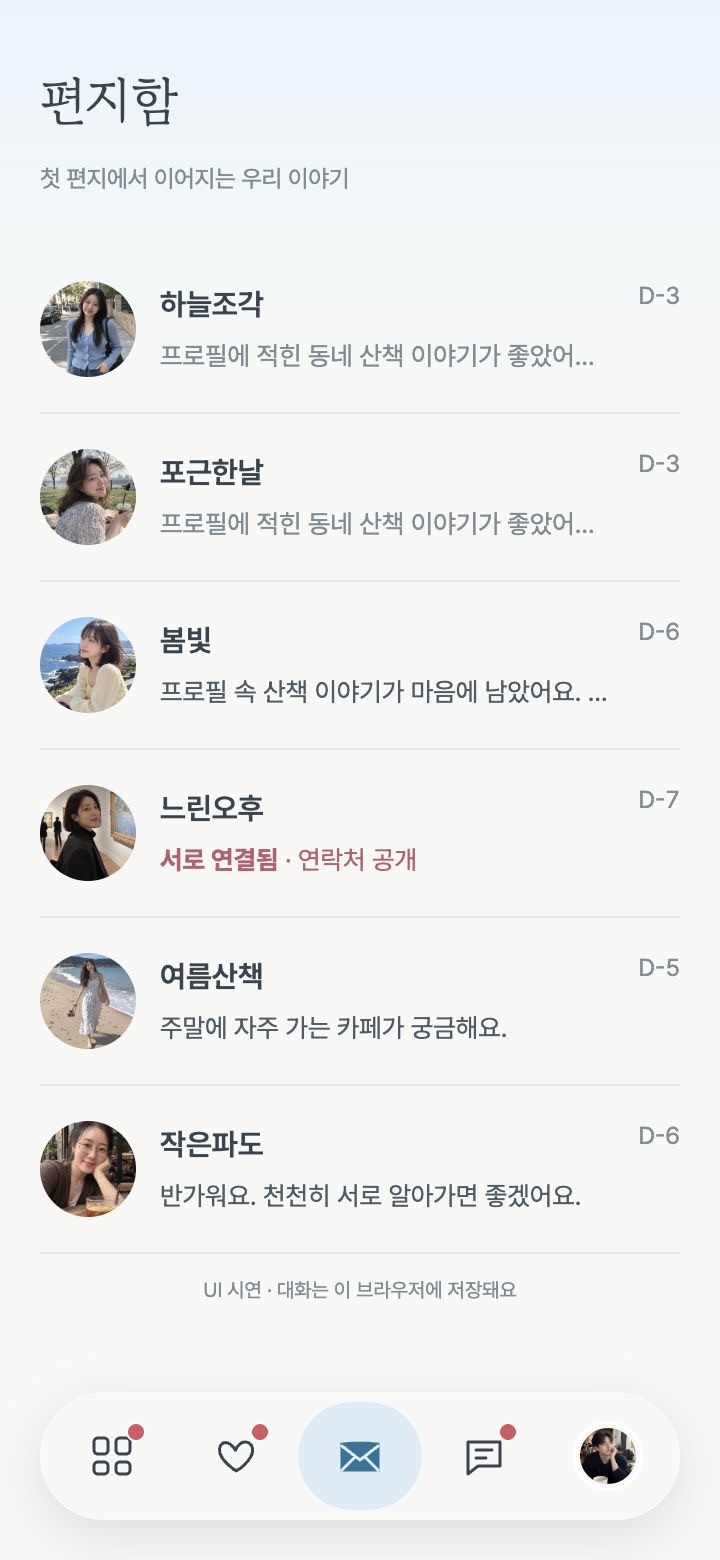 편지함
첫 편지에서 이어지는 우리 이야기
하늘조각
D-3
프로필에 적힌 동네 산책 이야기가 좋았어...
포근한날
D-3
프로필에 적힌 동네 산책 이야기가 좋았어...
봄빛
D-6
프로필 속 산책 이야기가 마음에 남았어요. ...
느린오후
D-7
서로 연결됨 · 연락처 공개
여름산책
D-5
주말에 자주 가는 카페가 궁금해요.
작은파도
D-6
반가워요. 천천히 서로 알아가면 좋겠어요.
UI 시연 · 대화는 이 브라우저에 저장돼요